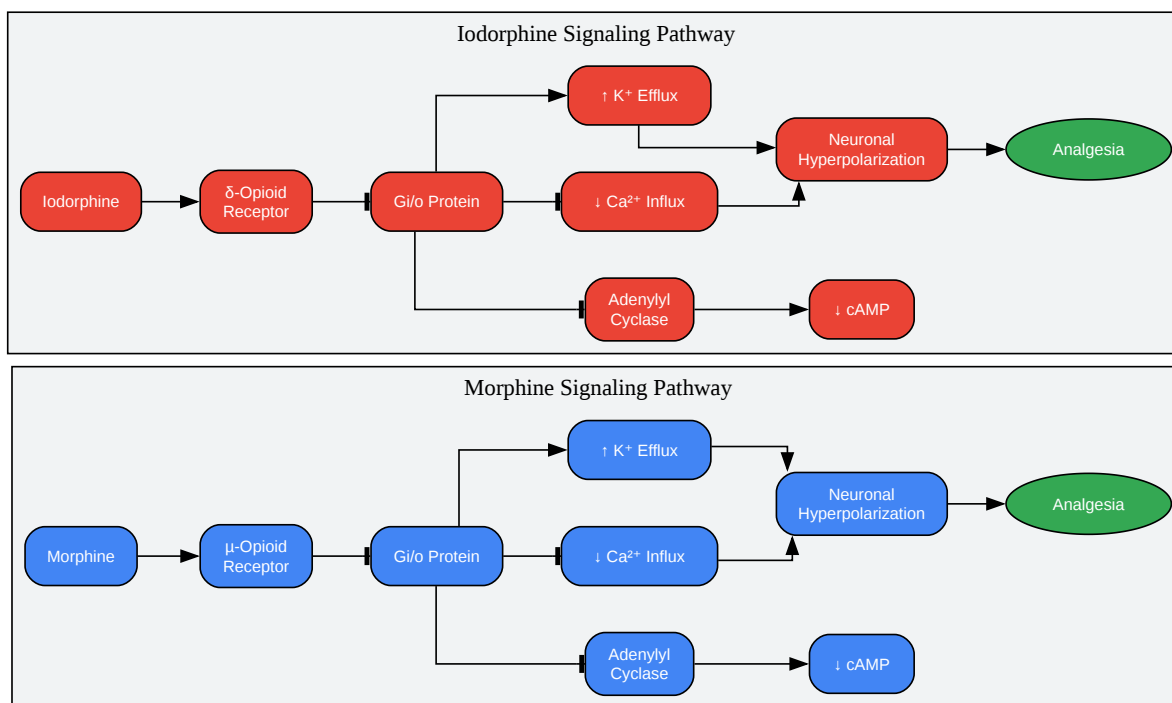 Iodorphine Signaling Pathway
↑ K⁺ Efflux
Neuronal
Hyperpolarization
Analgesia
Iodorphine
δ-Opioid
Receptor
Gi/o Protein
↓ Ca²⁺ Influx
Adenylyl
Cyclase
↓ cAMP
Morphine Signaling Pathway
↑ K⁺ Efflux
Neuronal
Hyperpolarization
Analgesia
Morphine
μ-Opioid
Receptor
Gi/o Protein
↓ Ca²⁺ Influx
Adenylyl
Cyclase
↓ cAMP